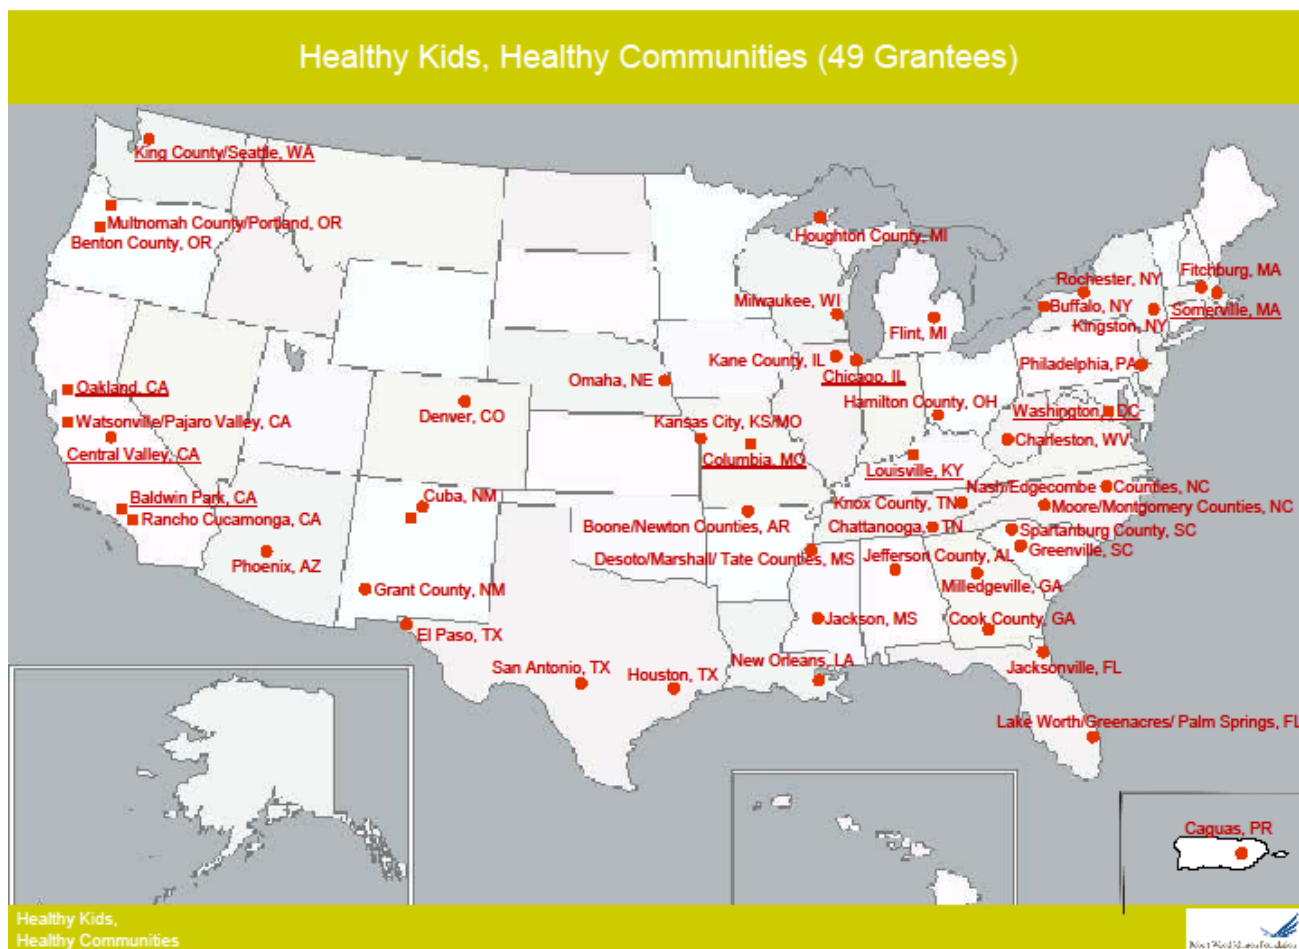 Healthy Kids, Healthy Communities (49 Grantees)
King County/Seattle, WA
Multnomah County/Portland, OR
Benton County, OR
Houghton County, MI
Fitchburg, MA
Rochester, NY
Milwaukee, WI
Buffalo, NY
Somerville, MA
Flint, MI
Kingston, NY
Kane County, IL
Philadelphia, PA
Chicago, IL
Omaha, NE
Oakland, CA
Denver, CO
Hamilton County, OH
Washington, DC
Watsonville/Pajaro Valley, CA
Kansas City, KS/MO
Charleston, WV
Central Valley, CA
Columbia, MO
Louisville, KY
Nash/Edgecombe Counties, NC
Baldwin Park, CA
Cuba, NM
Knox County, TN
Moore/Montgomery Counties, NC
Rancho Cucamonga, CA
Boone/Newton Counties, AR
Chattanooga, TN
Spartanburg County, SC
Greenville, SC
Phoenix, AZ
Desoto/Marshall/ Tate Counties, MS
Jefferson County, AL
Milledgeville, GA
Grant County, NM
Jackson, MS
Cook County, GA
El Paso, TX
San Antonio, TX
Houston, TX
New Orleans, LA
Jacksonville, FL
Lake Worth/Greenacres/ Palm Springs, FL
Caguas, PR
Healthy Kids,
Healthy Communities
Robert Wood Johnson Foundation